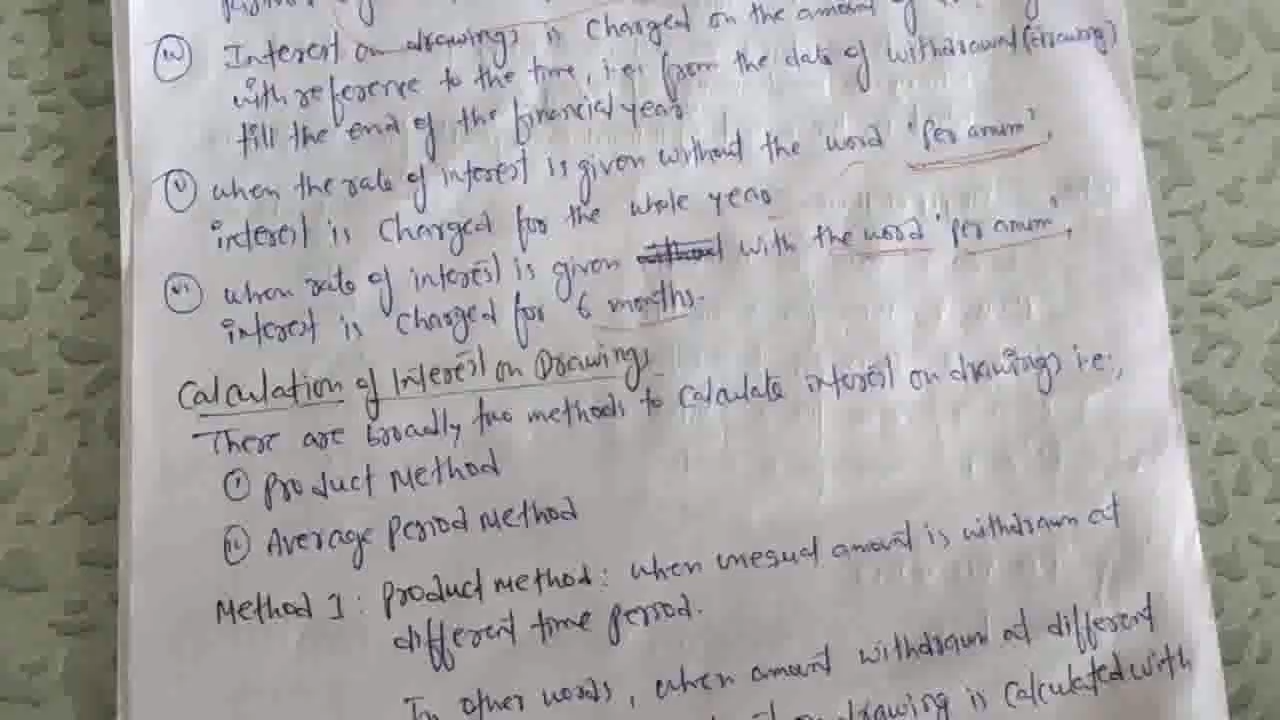 (iv) Interest on drawings is charged on the amount of
with reference to the time, i.e; from the date of withdrawal (drawing)
till the end of the financial year
(v) when the rate of interest is given without the word "Per anum",
interest is charged for the whole year
(vi) when rate of interest is given with the word 'per anum',
interest is charged for 6 months.
Calculation of Interest on Drawings
There are broadly two methods to calculate interest on drawings i.e;,
(i) Product Method
(ii) Average Period Method
Method 1: Product method: when unequal amount is withdrawn at
different time period.
In other words, when amount withdrawn at different
on drawing is calculated with